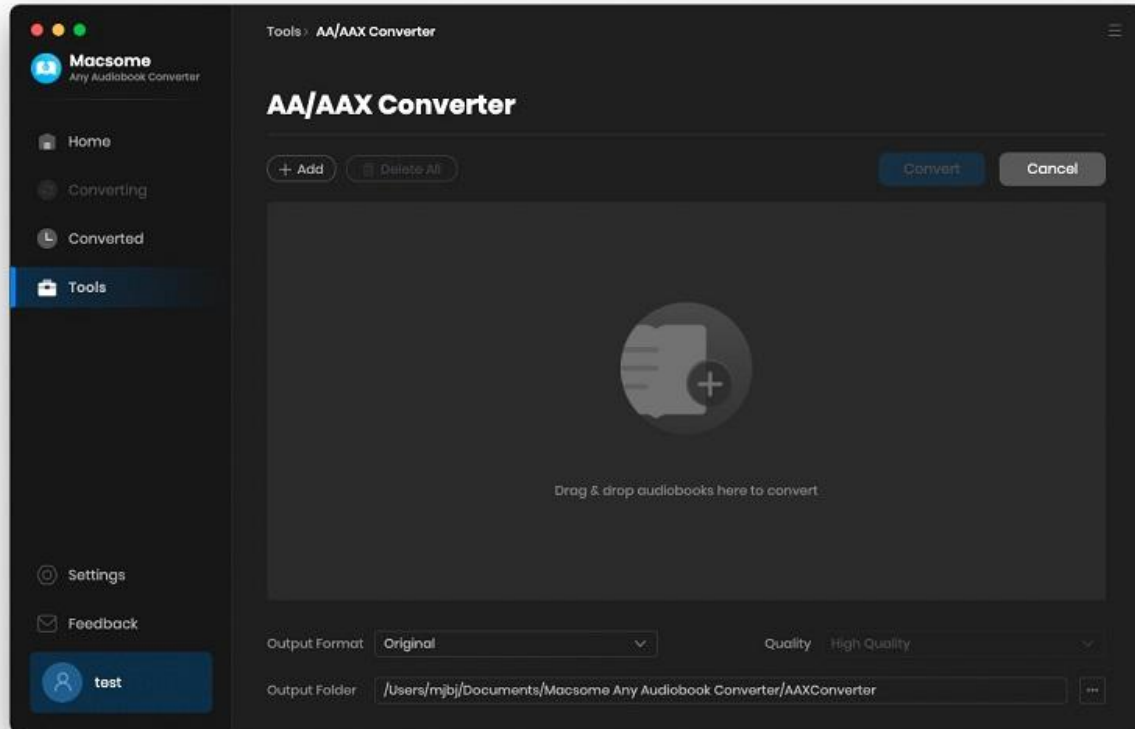 Tools› AA/AAX Converter
Macsome
Any Audiobook Converter
AA/AAX Converter
Home
+ Add
Delete All
Convert
Cancel
Converting
Converted
Tools
Drag & drop audiobooks here to convert
Settings
Feedback
Output Format Original
Quality High Quality
test
Output Folder /Users/mjbj/Documents/Macsome Any Audiobook Converter/AAXConverter